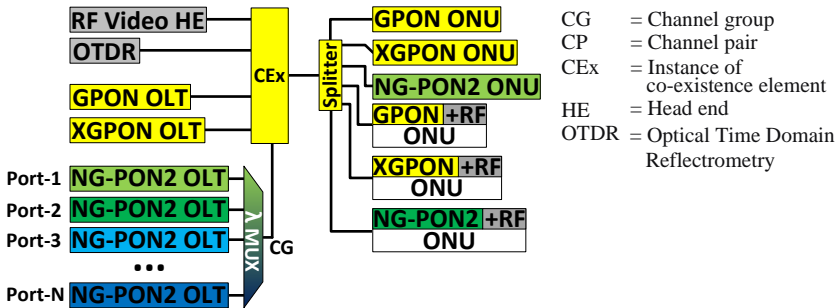 RF Video HE
OTDR
GPON OLT
XGPON OLT
CEx
Port-1 NG-PON2 OLT
Port-2 NG-PON2 OLT
Port-3 NG-PON2 OLT
...
Port-N NG-PON2 OLT
λ MUX
CG
Splitter
GPON ONU
XGPON ONU
NG-PON2 ONU
GPON +RF
ONU
XGPON +RF
ONU
NG-PON2 +RF
ONU
CG = Channel group
CP = Channel pair
CEx = Instance of
co-existence element
HE = Head end
OTDR = Optical Time Domain
Reflectrometry